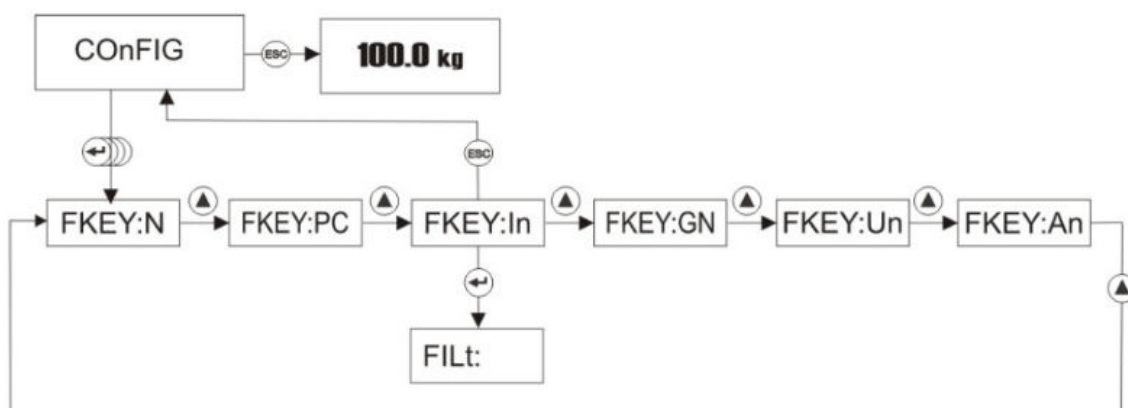 COnFIG
ESC
100.0 kg
ESC
FKEY:N
FKEY:PC
FKEY:In
FKEY:GN
FKEY:Un
FKEY:An
FILt: